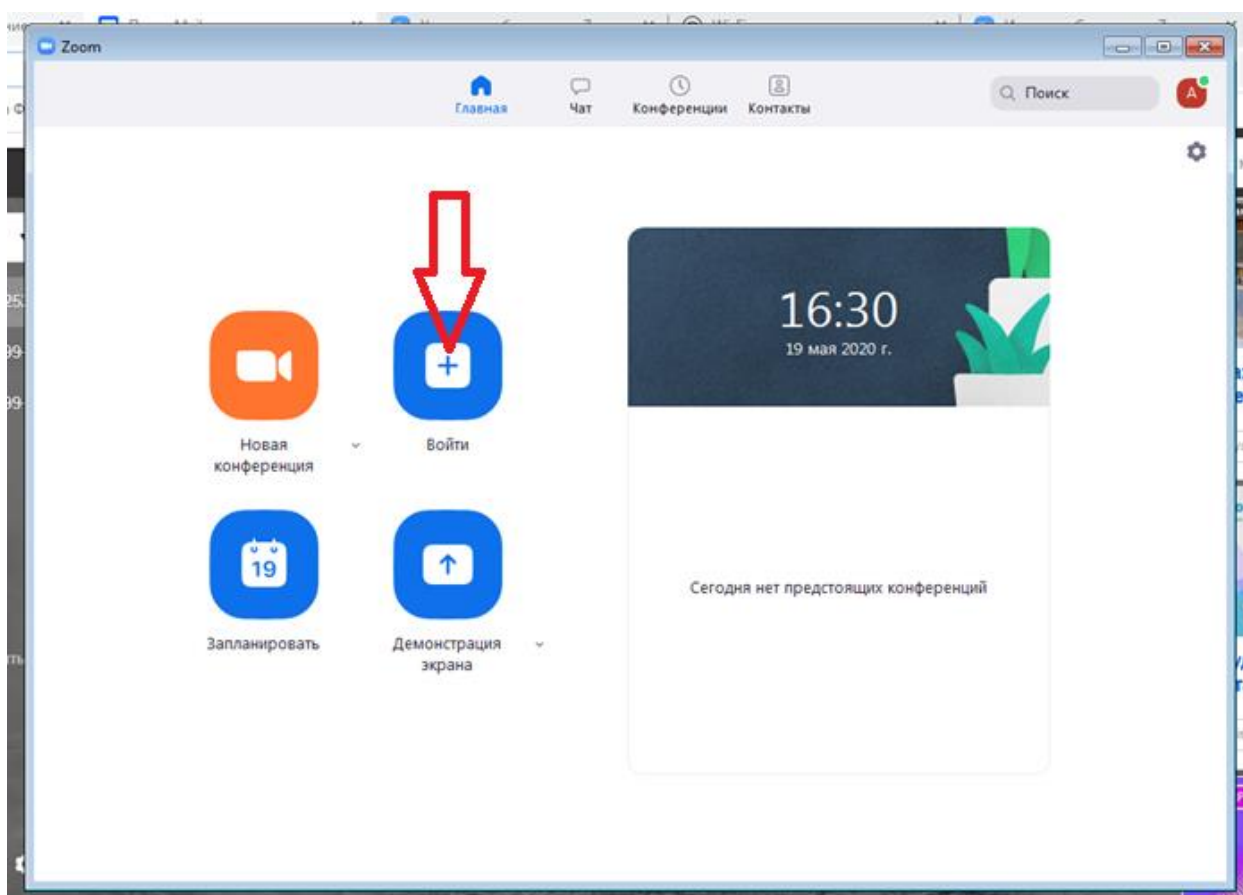 Zoom
Главная
Чат
Конференции
Контакты
Поиск
А
16:30
19 мая 2020 г.
Новая
конференция
Войти
19
Запланировать
Демонстрация
экрана
Сегодня нет предстоящих конференций